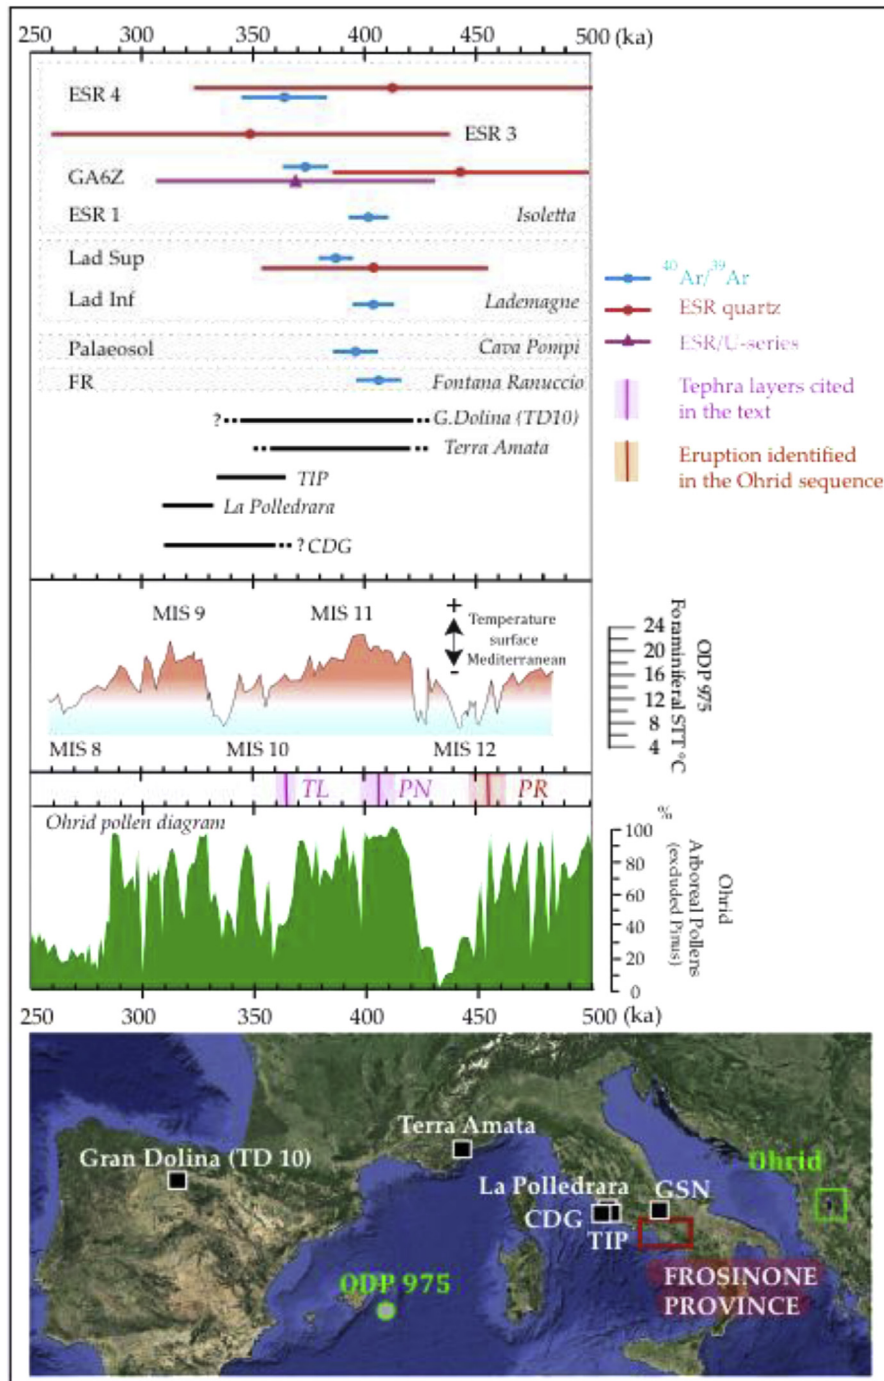 250 300 350 400 450 500 (ka)
ESR 4
ESR 3
GA6Z
ESR 1 Isoletta
Lad Sup
Lad Inf Lademagne
Palaeosol Cava Pompi
FR Fontana Ranuccio
? G.Dolina (TD10)
Terra Amata
TIP
La Polledrara
? CDG
40Ar/39Ar
ESR quartz
ESR/U-series
Tephra layers cited
in the text
Eruption identified
in the Ohrid sequence
MIS 9 MIS 11
+
Temperature
surface
Mediterranean
-
MIS 8 MIS 10 MIS 12
24
20
16
12
8
4
Foraminiferal STT °C
ODP 975
TL PN PR
Ohrid pollen diagram
%
100
80
60
40
20
0
Arboreal Pollens
(excluded Pinus)
Ohrid
250 300 350 400 450 500 (ka)
Terra Amata
Gran Dolina (TD 10)
Ohrid
La Polledrara
GSN
CDG
TIP
ODP 975
FROSINONE
PROVINCE